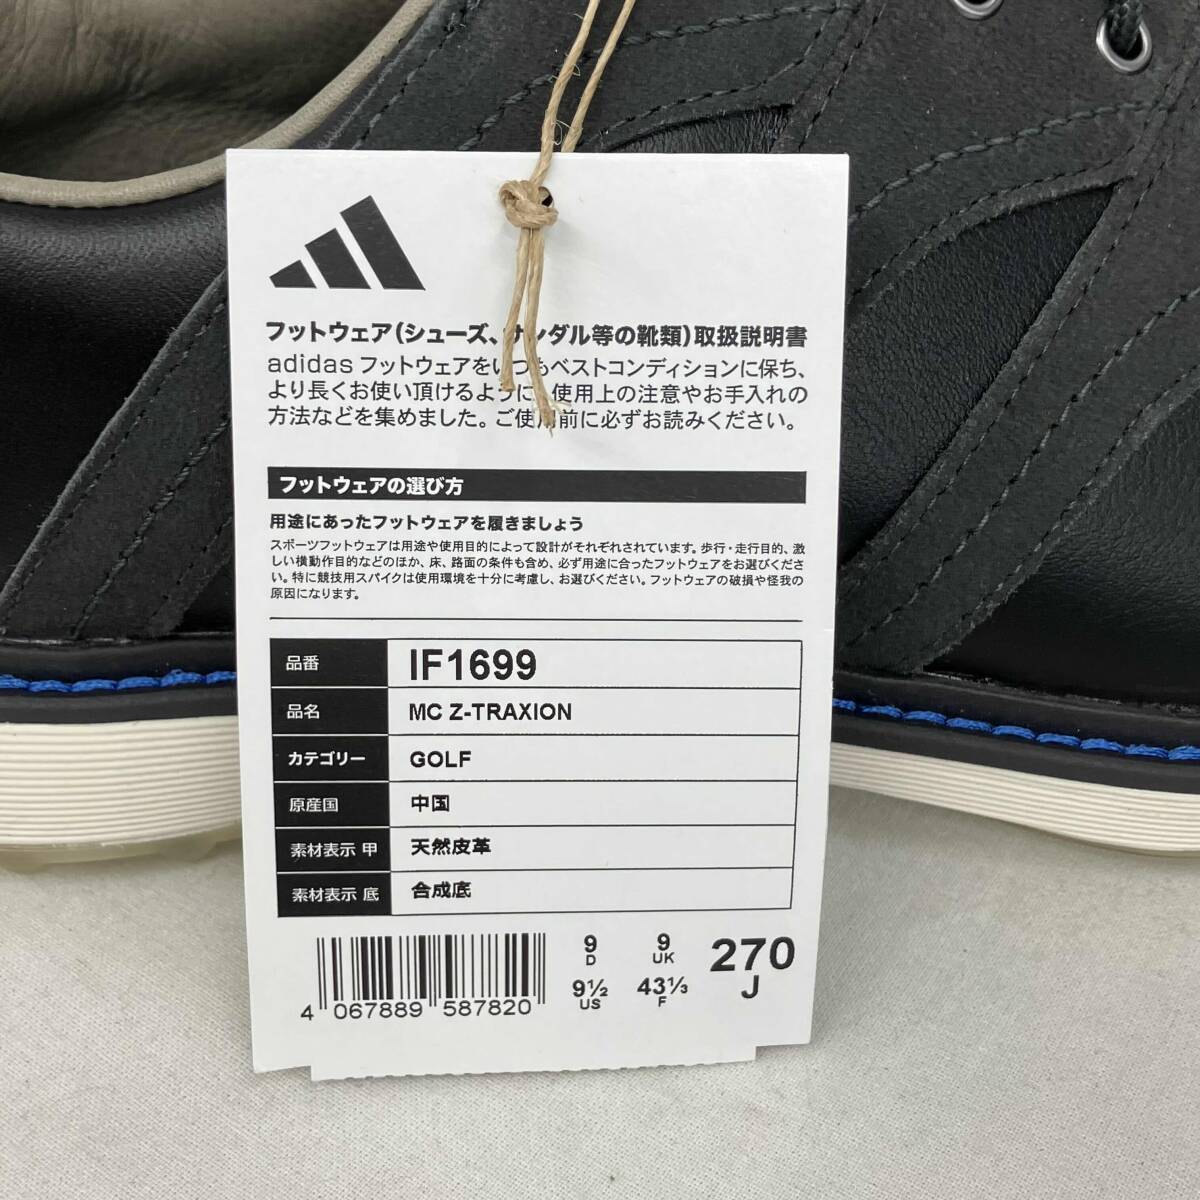 フットウェア(シューズ、サンダル等の靴類)取扱説明書
adidas フットウェアをいつもベストコンディションに保ち、
より長くお使い頂けるように、使用上の注意やお手入れの
方法などを集めました。ご使用前に必ずお読みください。
フットウェアの選び方
用途にあったフットウェアを履きましょう
スポーツフットウェアは用途や使用目的によって設計がそれぞれされています。歩行・走行目的、激
しい横動作目的などのほか、床、路面の条件も含め、必ず用途に合ったフットウェアをお選びくださ
い。特に競技用スパイクは使用環境を十分に考慮し、お選びください。フットウェアの破損や怪我の
原因になります。
品番 IF1699
品名 MC Z-TRAXION
カテゴリー GOLF
原産国 中国
素材表示 甲 天然皮革
素材表示 底 合成底
9 D 9 UK 270 J
9½ US 43⅓ F
4 067889 587820